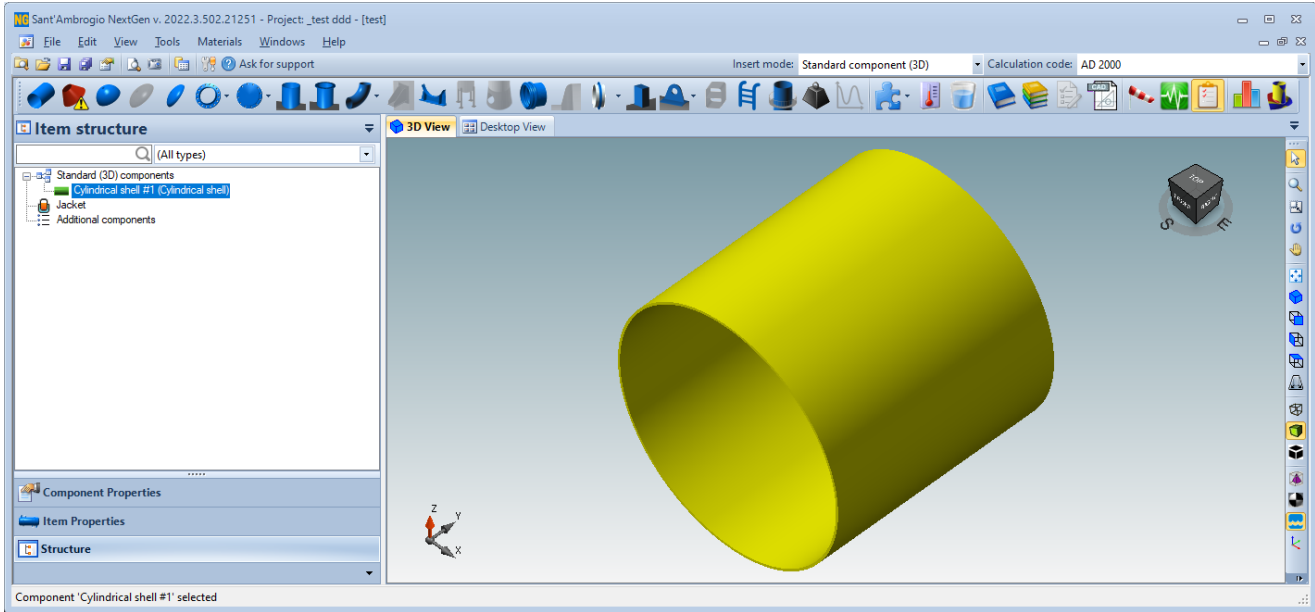 NG Sant'Ambrogio NextGen v. 2022.3.502.21251 - Project: _test ddd - [test]
File Edit View Tools Materials Windows Help
Ask for support Insert mode: Standard component (3D) Calculation code: AD 2000
CAD
Item structure 3D View Desktop View
(All types)
Standard (3D) components
Cylindrical shell #1 (Cylindrical shell)
Jacket
Additional components
TOP
S E
Component Properties
Item Properties
Structure
Z Y
X
Component 'Cylindrical shell #1' selected